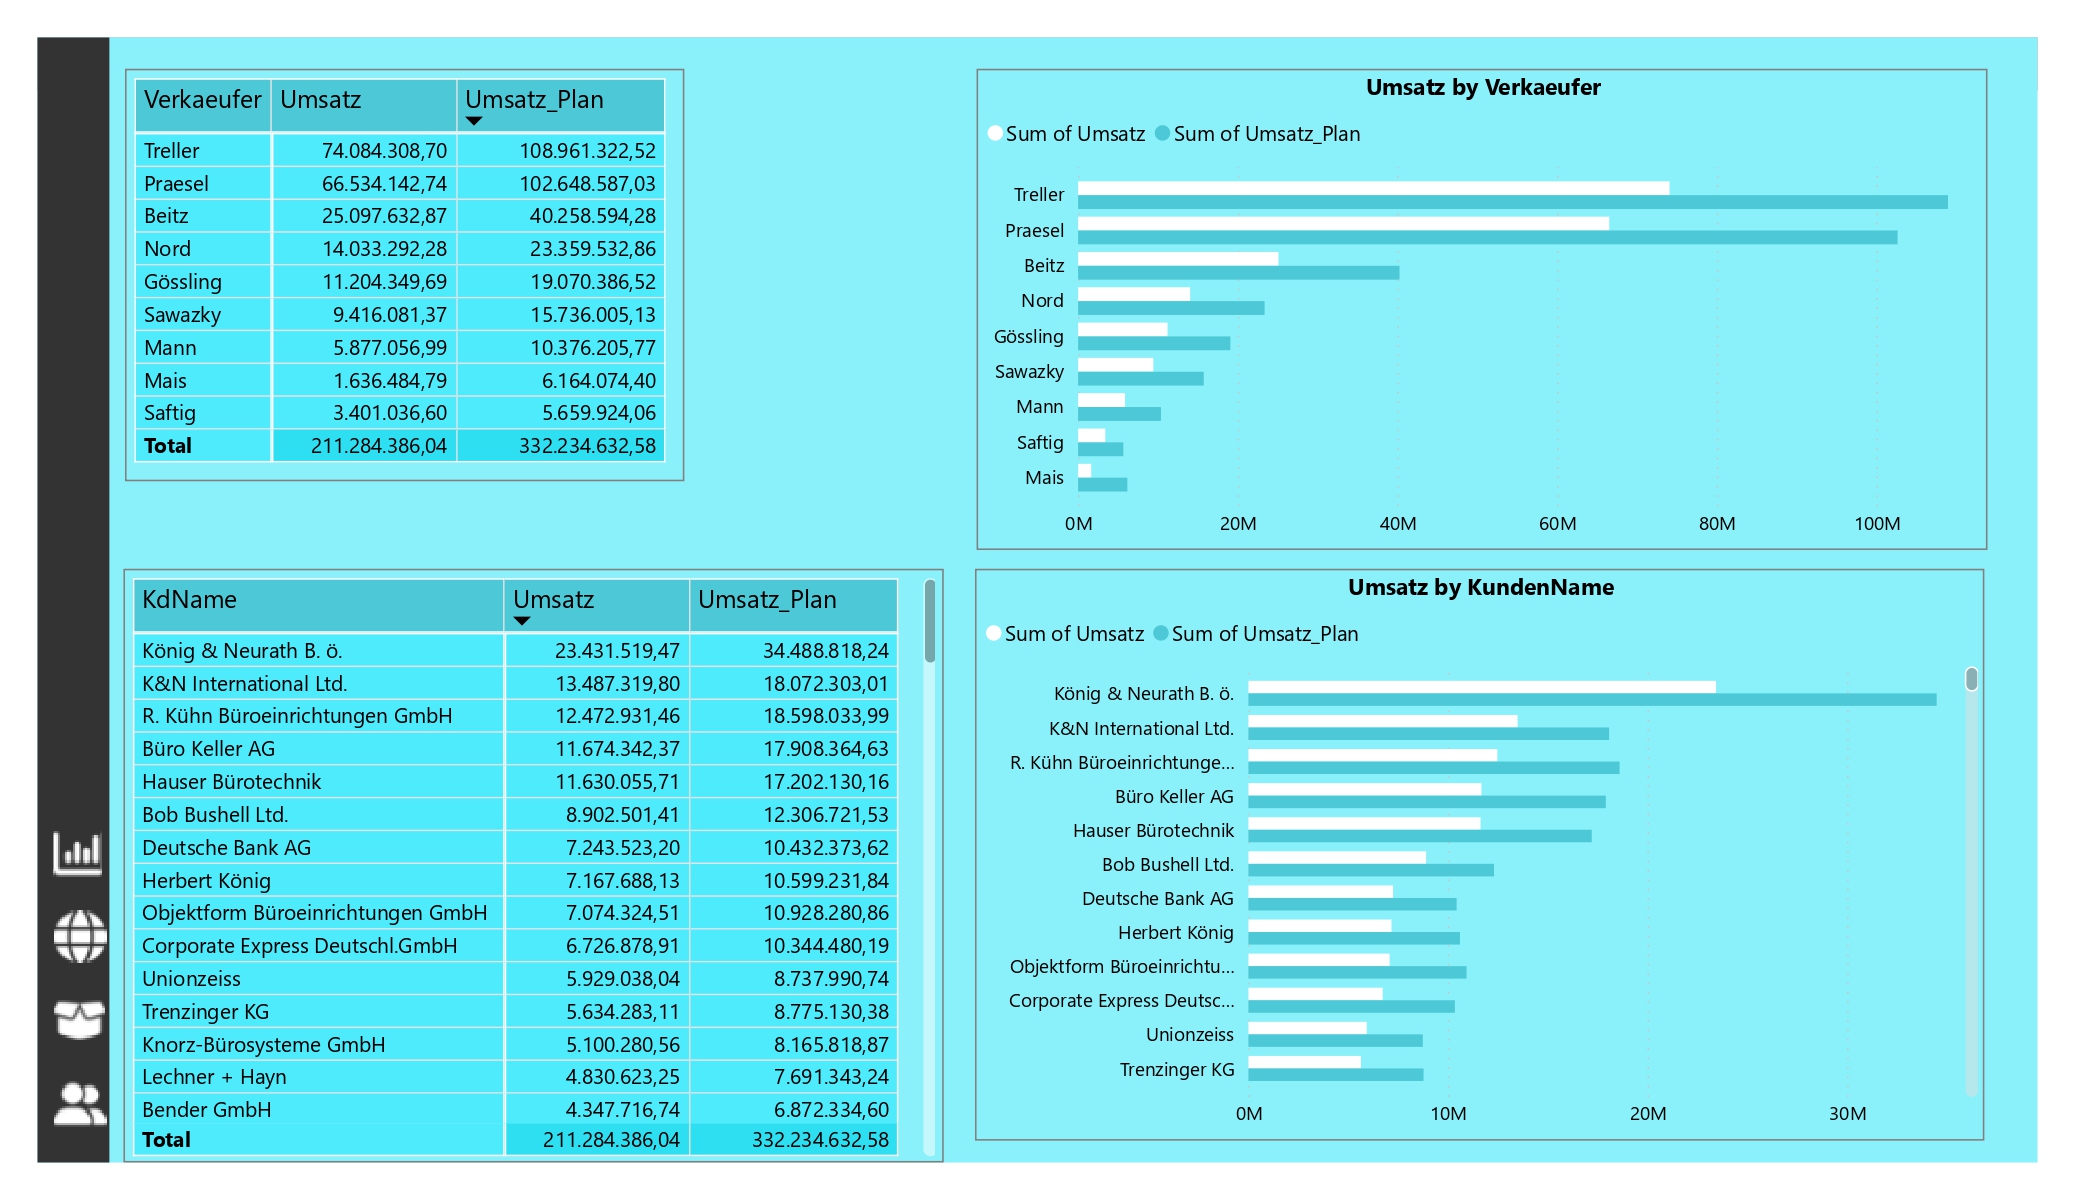 Verkaeufer Umsatz Umsatz_Plan
Treller 74.084.308,70 108.961.322,52
Praesel 66.534.142,74 102.648.587,03
Beitz 25.097.632,87 40.258.594,28
Nord 14.033.292,28 23.359.532,86
Gössling 11.204.349,69 19.070.386,52
Sawazky 9.416.081,37 15.736.005,13
Mann 5.877.056,99 10.376.205,77
Mais 1.636.484,79 6.164.074,40
Saftig 3.401.036,60 5.659.924,06
Total 211.284.386,04 332.234.632,58
Umsatz by Verkaeufer
Sum of Umsatz Sum of Umsatz_Plan
Treller
Praesel
Beitz
Nord
Gössling
Sawazky
Mann
Saftig
Mais
0M 20M 40M 60M 80M 100M
KdName Umsatz Umsatz_Plan
König & Neurath B. ö. 23.431.519,47 34.488.818,24
K&N International Ltd. 13.487.319,80 18.072.303,01
R. Kühn Büroeinrichtungen GmbH 12.472.931,46 18.598.033,99
Büro Keller AG 11.674.342,37 17.908.364,63
Hauser Bürotechnik 11.630.055,71 17.202.130,16
Bob Bushell Ltd. 8.902.501,41 12.306.721,53
Deutsche Bank AG 7.243.523,20 10.432.373,62
Herbert König 7.167.688,13 10.599.231,84
Objektform Büroeinrichtungen GmbH 7.074.324,51 10.928.280,86
Corporate Express Deutschl.GmbH 6.726.878,91 10.344.480,19
Unionzeiss 5.929.038,04 8.737.990,74
Trenzinger KG 5.634.283,11 8.775.130,38
Knorz-Bürosysteme GmbH 5.100.280,56 8.165.818,87
Lechner + Hayn 4.830.623,25 7.691.343,24
Bender GmbH 4.347.716,74 6.872.334,60
Total 211.284.386,04 332.234.632,58
Umsatz by KundenName
Sum of Umsatz Sum of Umsatz_Plan
König & Neurath B. ö.
K&N International Ltd.
R. Kühn Büroeinrichtunge...
Büro Keller AG
Hauser Bürotechnik
Bob Bushell Ltd.
Deutsche Bank AG
Herbert König
Objektform Büroeinrichtu...
Corporate Express Deutsc...
Unionzeiss
Trenzinger KG
0M 10M 20M 30M